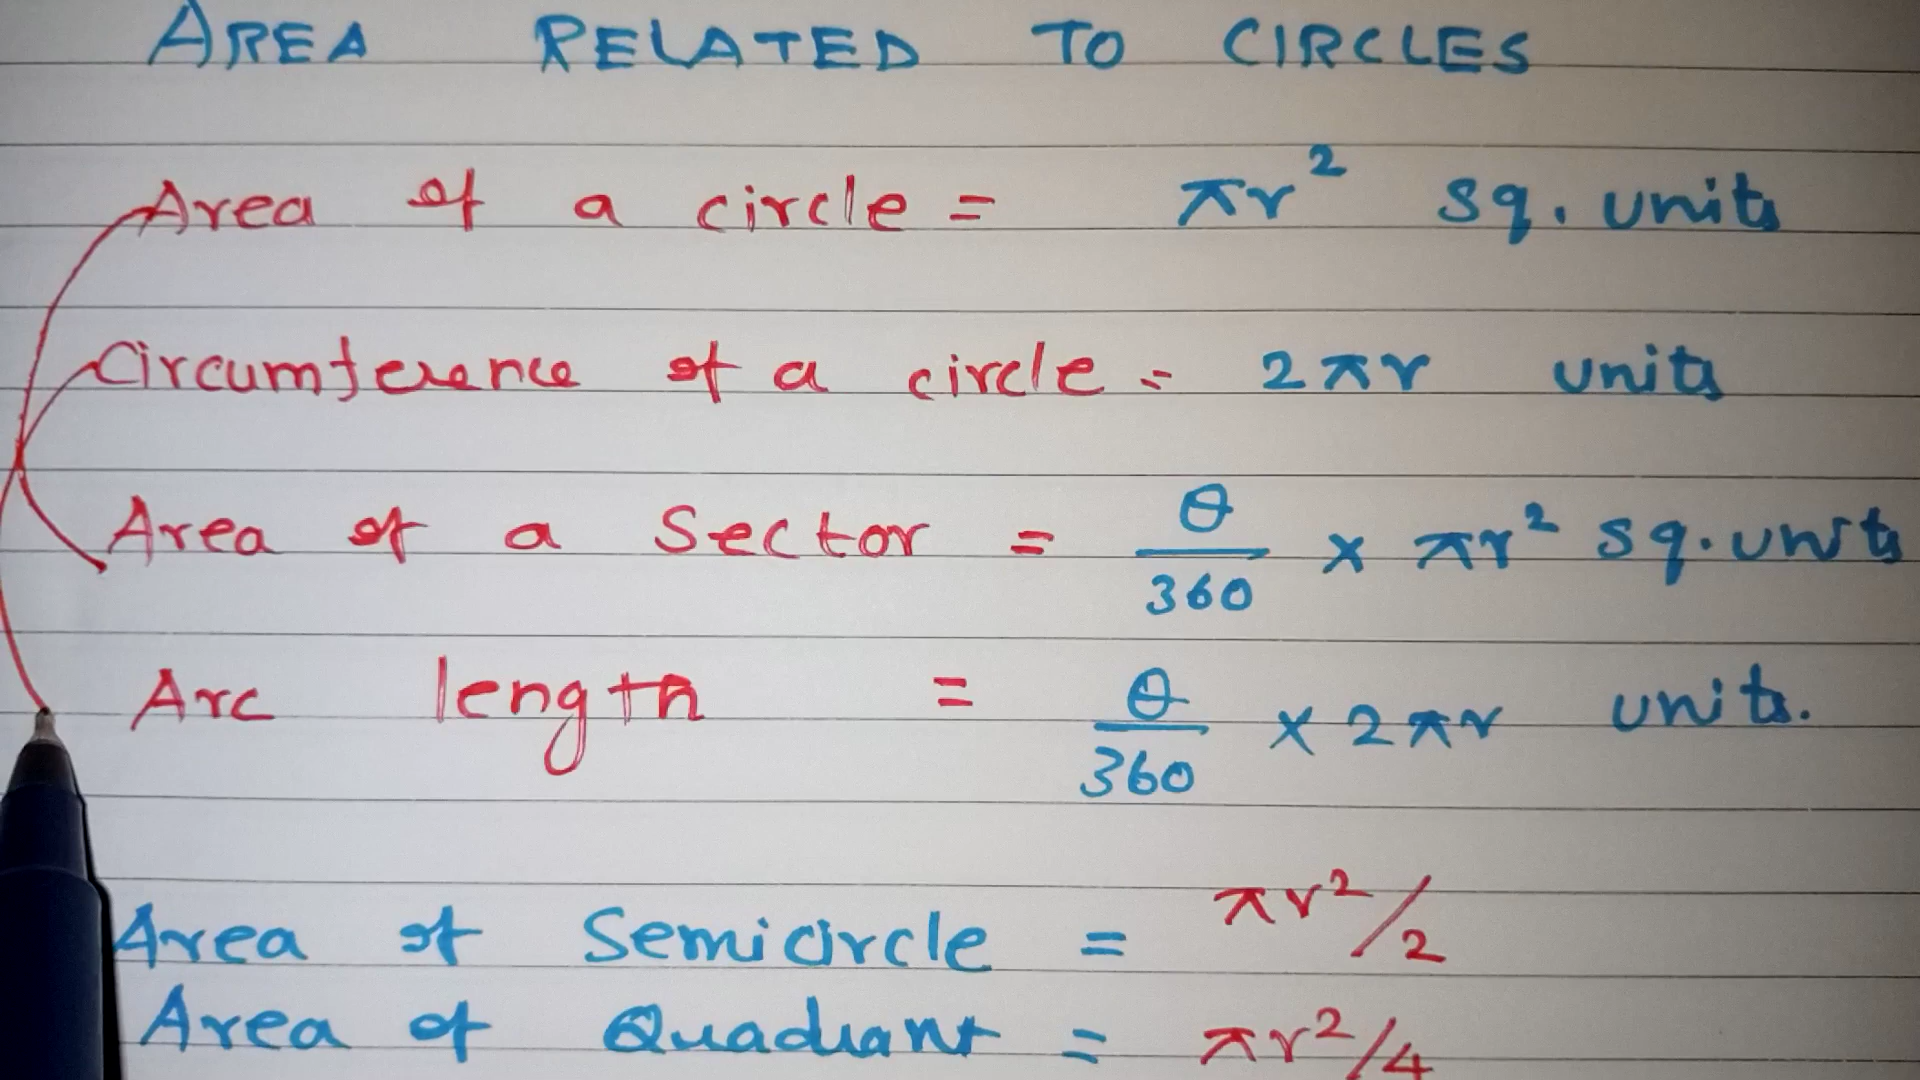 AREA RELATED TO CIRCLES
Area of a circle = πr² sq. units
Circumference of a circle = 2πr units
Area of a Sector = θ/360 × πr² sq. units
Arc length = θ/360 × 2πr units.
Area of Semicircle = πr²/2
Area of Quadrant = πr²/4